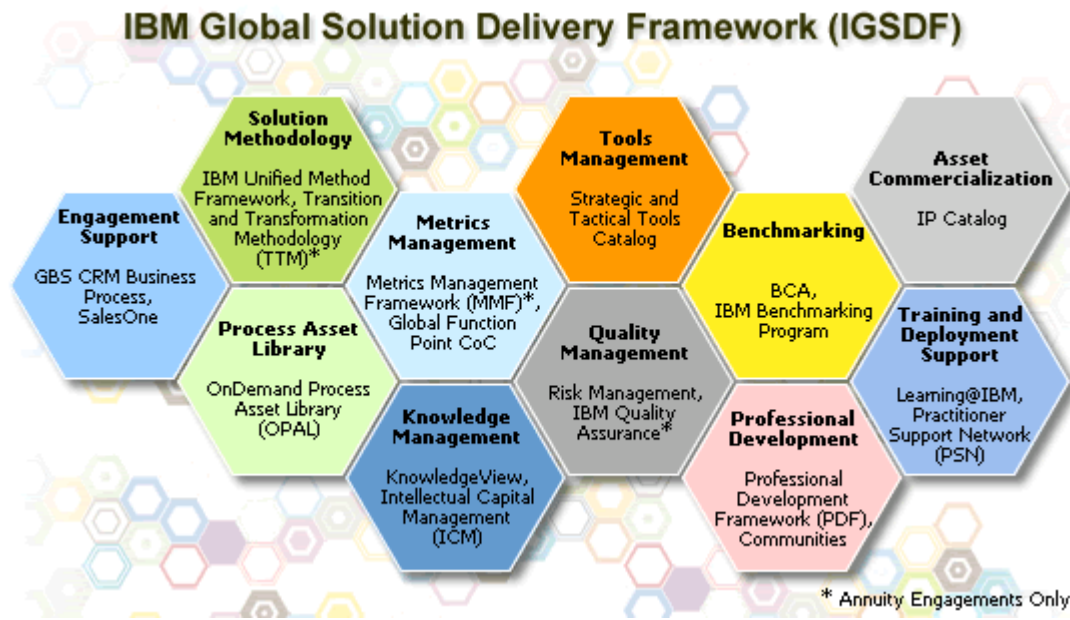 IBM Global Solution Delivery Framework (IGSDF)
Engagement
Support
GBS CRM Business
Process,
SalesOne
Solution
Methodology
IBM Unified Method
Framework, Transition
and Transformation
Methodology
(TTM)*
Process Asset
Library
OnDemand Process
Asset Library
(OPAL)
Metrics
Management
Metrics Management
Framework (MMF)*,
Global Function
Point CoC
Knowledge
Management
KnowledgeView,
Intellectual Capital
Management
(ICM)
Tools
Management
Strategic and
Tactical Tools
Catalog
Quality
Management
Risk Management,
IBM Quality
Assurance*
Benchmarking
BCA,
IBM Benchmarking
Program
Professional
Development
Professional
Development
Framework (PDF),
Communities
Asset
Commercialization
IP Catalog
Training and
Deployment
Support
Learning@IBM,
Practitioner
Support Network
(PSN)
* Annuity Engagements Only